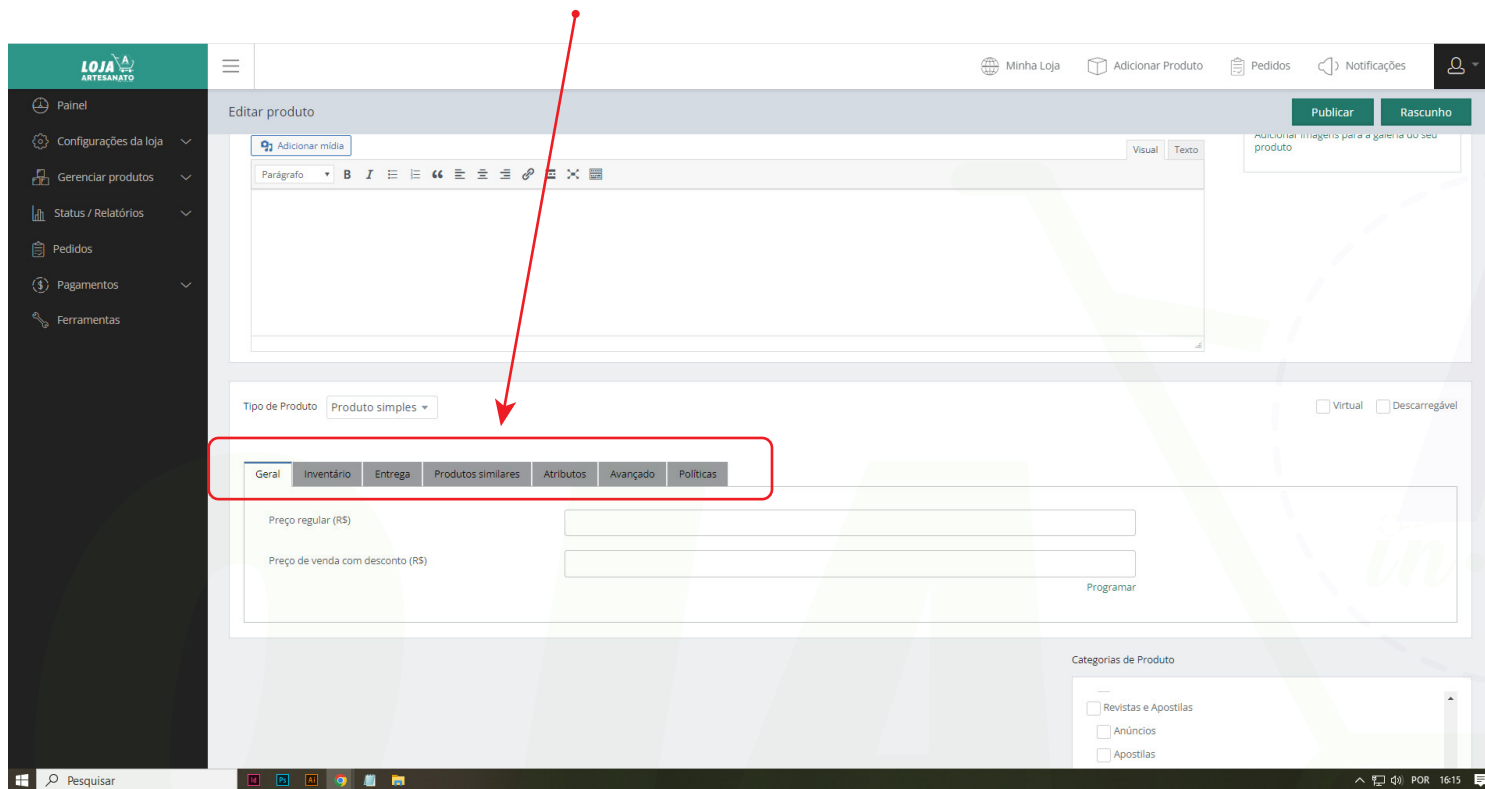 LOJA A
ARTESANATO
Minha Loja
Adicionar Produto
Pedidos
Notificações
Painel
Configurações da loja
Gerenciar produtos
Status / Relatórios
Pedidos
Pagamentos
Ferramentas
Editar produto
Publicar
Rascunho
Adicionar mídia
Visual
Texto
Adicionar imagens para a galeria do seu
produto
Parágrafo
Tipo de Produto
Produto simples
Virtual
Descarregável
Geral
Inventário
Entrega
Produtos similares
Atributos
Avançado
Políticas
Preço regular (R$)
Preço de venda com desconto (R$)
Programar
Categorias de Produto
Revistas e Apostilas
Anúncios
Apostilas
Pesquisar
Id
Ps
Ai
POR
16:15